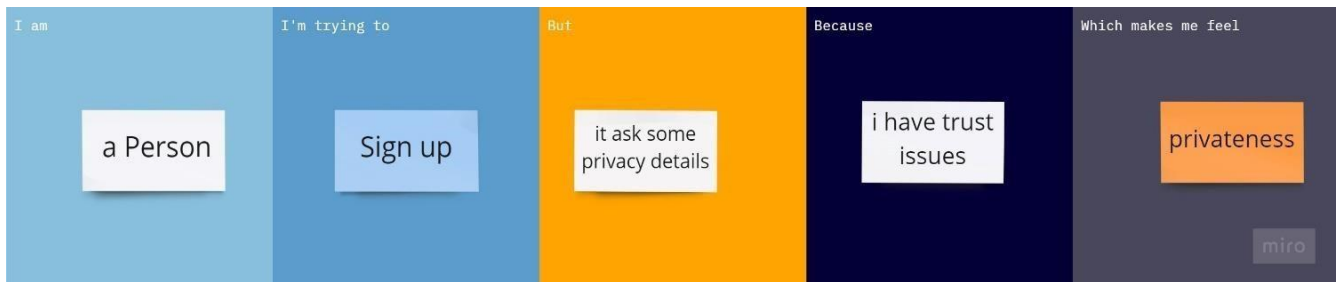 I am
I'm trying to
But
Because
Which makes me feel
a Person
Sign up
it ask some
privacy details
i have trust
issues
privateness
miro